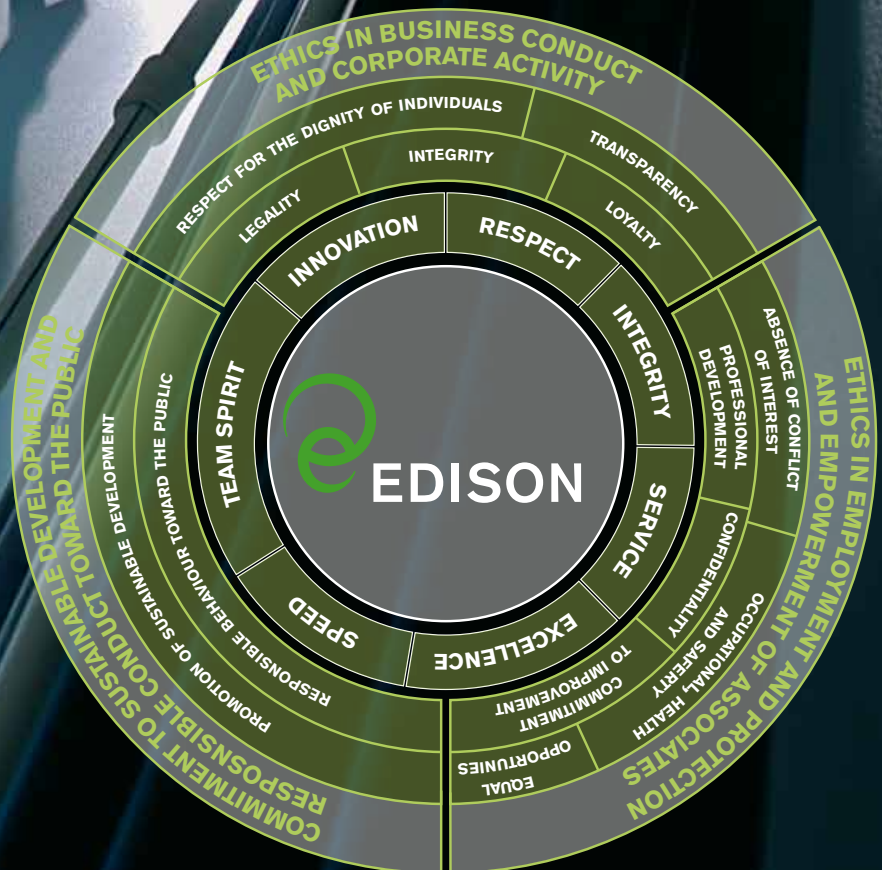 ETHICS IN BUSINESS CONDUCT
AND CORPORATE ACTIVITY
RESPECT FOR THE DIGNITY OF INDIVIDUALS
TRANSPARENCY
LEGALITY
INTEGRITY
LOYALTY
ETHICS IN EMPLOYMENT AND PROTECTION
AND EMPOWERMENT OF ASSOCIATES
ABSENCE OF CONFLICT
OF INTEREST
PROFESSIONAL
DEVELOPMENT
CONFIDENTIALITY
OCCUPATIONAL, HEALTH
AND SAFERTY
COMMITMENT
TO IMPROVEMENT
EQUAL
OPPORTUNIES
COMMITMENT TO SUSTAINABLE DEVELOPMENT AND
RESPOSNSIBLE CONDUCT TOWARD THE PUBLIC
PROMOTION OF SUSTAINABLE DEVELOPMENT
RESPONSIBLE BEHAVIOUR TOWARD THE PUBLIC
INNOVATION
RESPECT
INTEGRITY
SERVICE
EXCELLENCE
SPEED
TEAM SPIRIT
EDISON